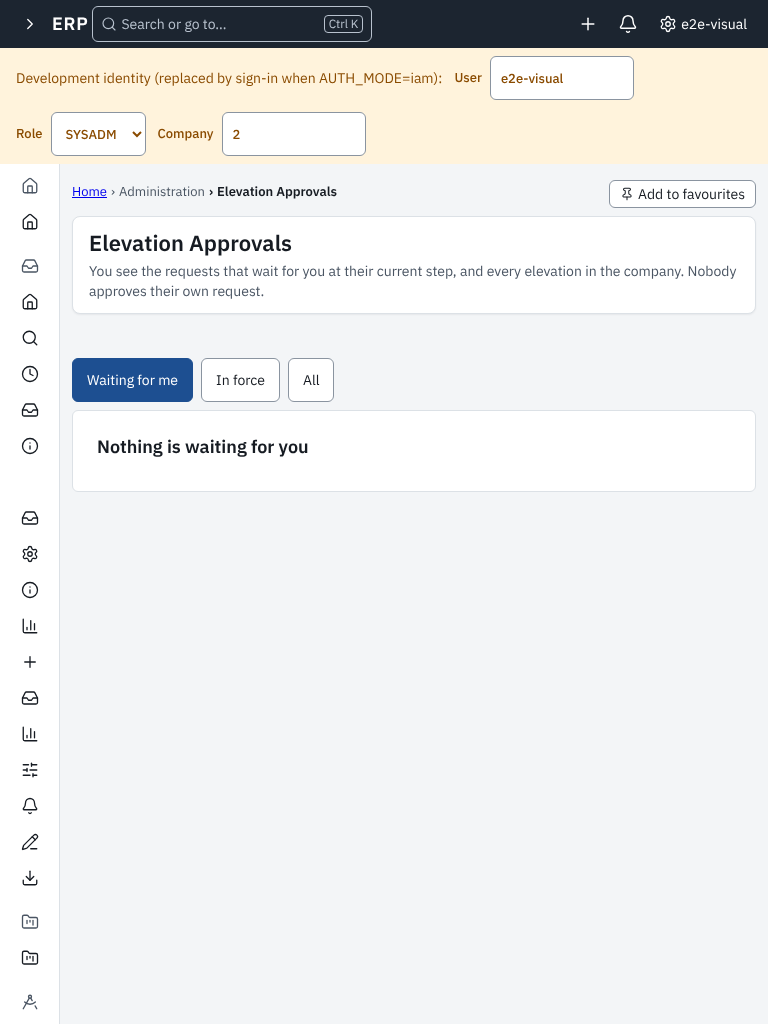 ERP
Search or go to...
Ctrl K
e2e-visual
Development identity (replaced by sign-in when AUTH_MODE=iam): User e2e-visual
Role SYSADM Company 2
Home › Administration › Elevation Approvals
Add to favourites
Elevation Approvals
You see the requests that wait for you at their current step, and every elevation in the company. Nobody
approves their own request.
Waiting for me In force All
Nothing is waiting for you